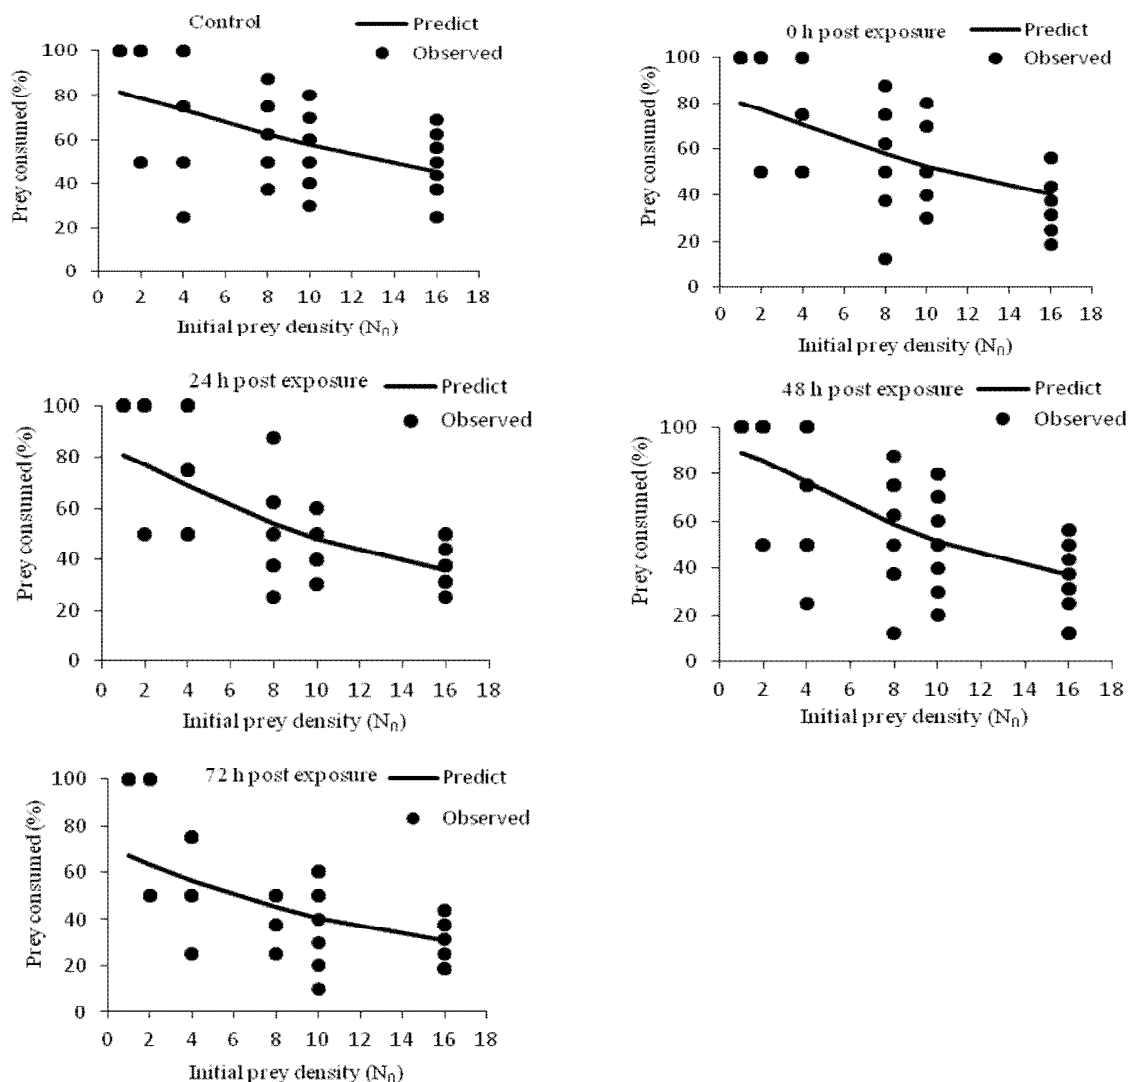 Control
Predict
Observed
Prey consumed (%)
100
80
60
40
20
0
0 2 4 6 8 10 12 14 16 18
Initial prey density (N₀)
0 h post exposure
Predict
Observed
Prey consumed (%)
100
80
60
40
20
0
0 2 4 6 8 10 12 14 16 18
Initial prey density (N₀)
24 h post exposure
Predict
Observed
Prey consumed (%)
100
80
60
40
20
0
0 2 4 6 8 10 12 14 16 18
Initial prey density (N₀)
48 h post exposure
Predict
Observed
Prey consumed (%)
100
80
60
40
20
0
0 2 4 6 8 10 12 14 16 18
Initial prey density (N₀)
72 h post exposure
Predict
Observed
Prey consumed (%)
100
80
60
40
20
0
0 2 4 6 8 10 12 14 16 18
Initial prey density (N₀)